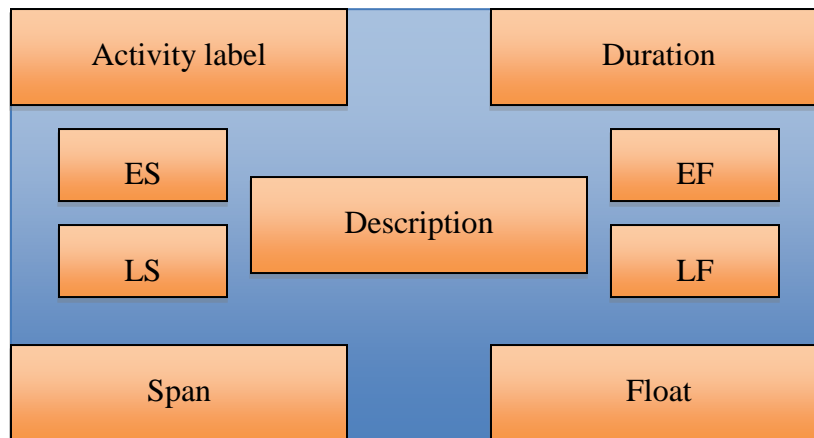 Activity label
Duration
ES
EF
Description
LS
LF
Span
Float